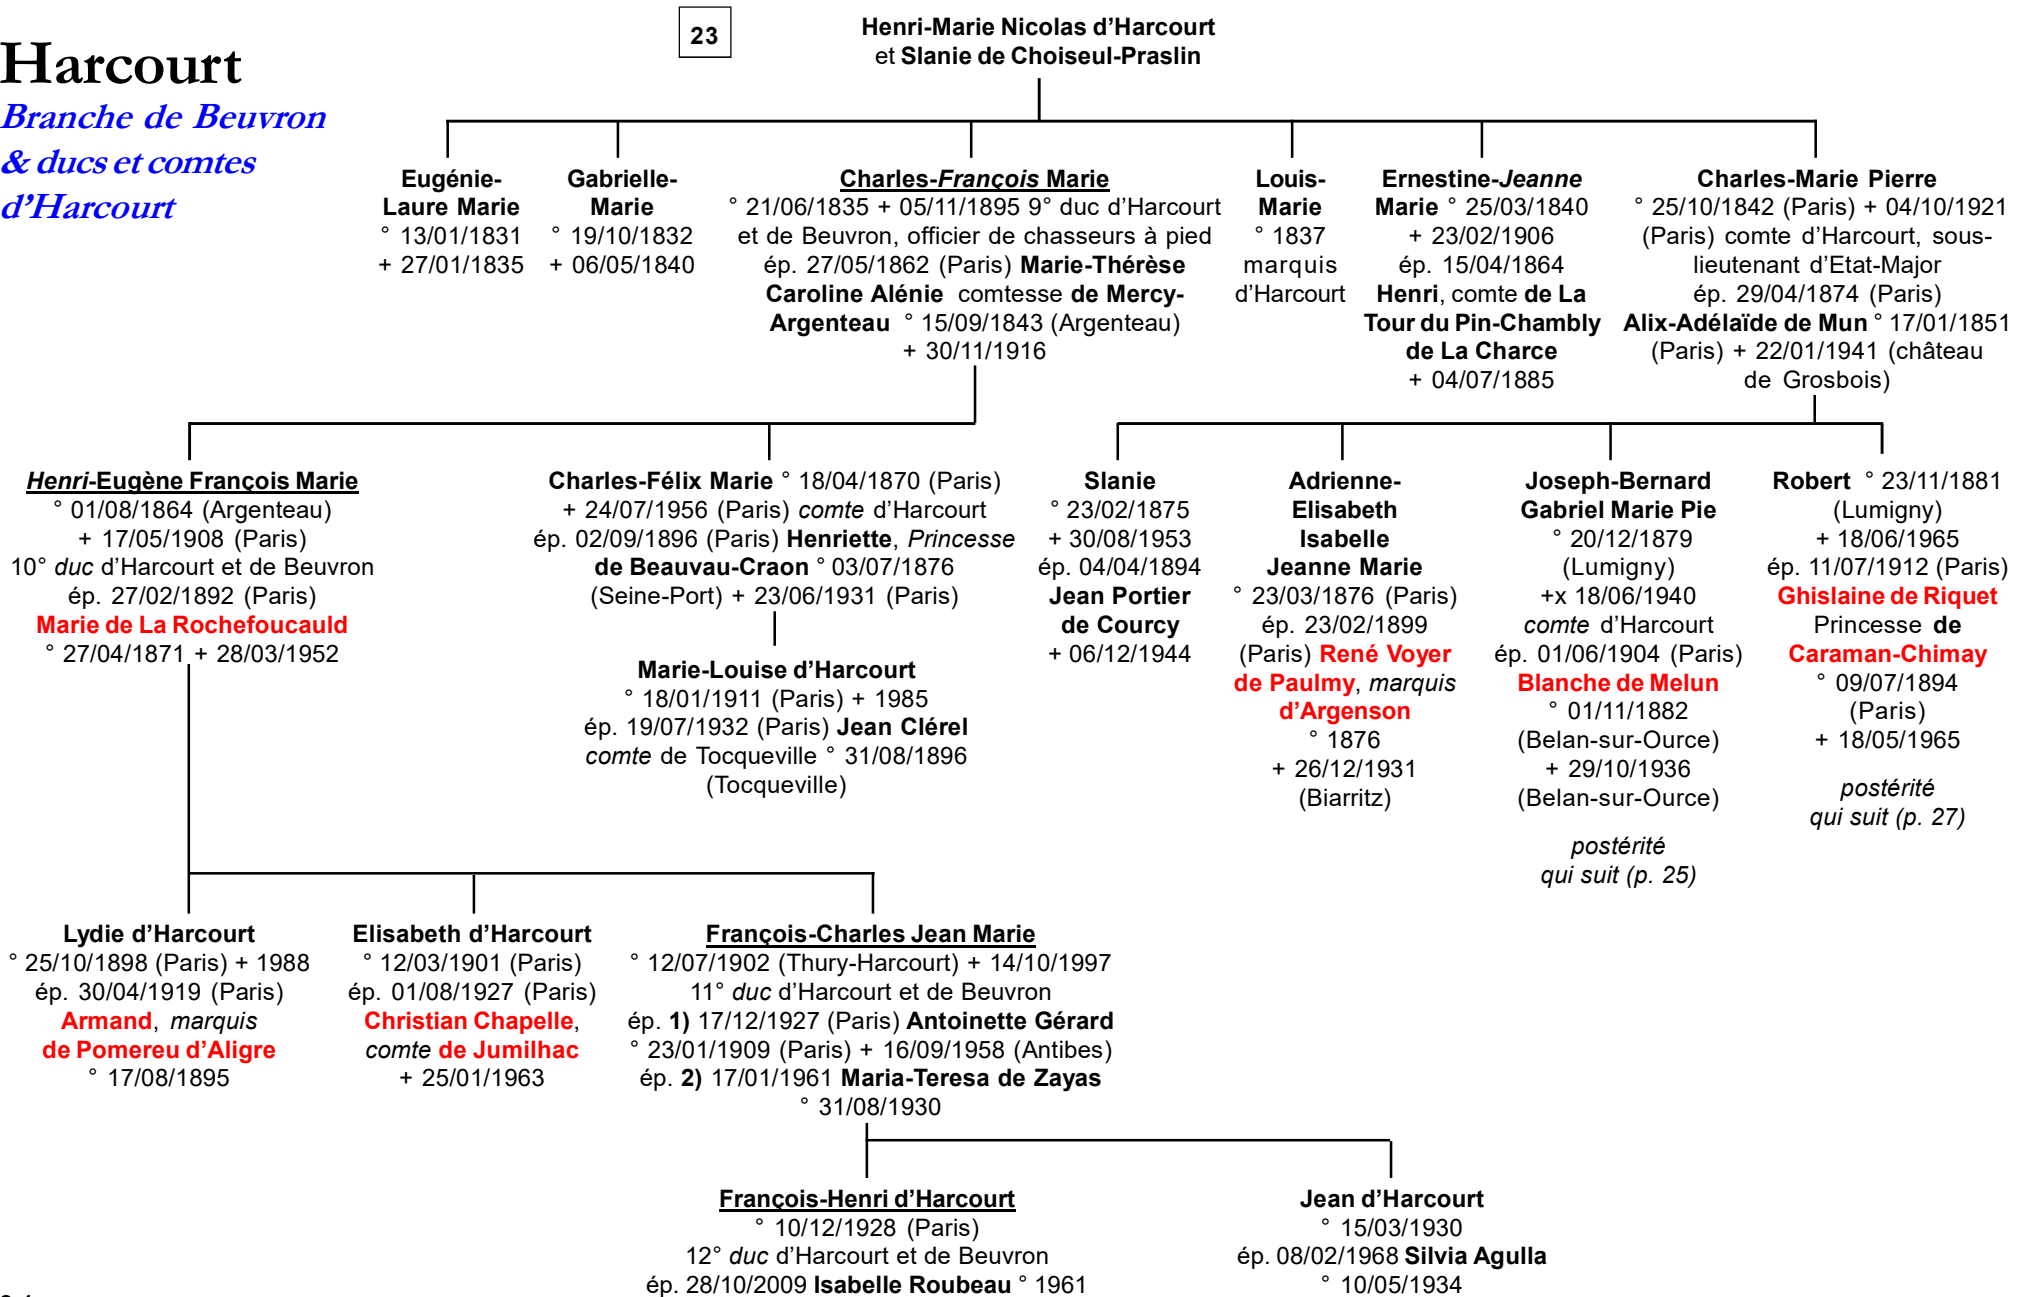 Harcourt
Branche de Beuvron
& ducs et comtes
d’Harcourt
23
Henri-Marie Nicolas d’Harcourt
et Slanie de Choiseul-Praslin
Eugénie-
Laure Marie
° 13/01/1831
+ 27/01/1835
Gabrielle-
Marie
° 19/10/1832
+ 06/05/1840
Charles-François Marie
° 21/06/1835 + 05/11/1895 9° duc d’Harcourt
et de Beuvron, officier de chasseurs à pied
ép. 27/05/1862 (Paris) Marie-Thérèse
Caroline Alénie comtesse de Mercy-
Argenteau ° 15/09/1843 (Argenteau)
+ 30/11/1916
Louis-
Marie
° 1837
marquis
d’Harcourt
Ernestine-Jeanne
Marie ° 25/03/1840
+ 23/02/1906
ép. 15/04/1864
Henri, comte de La
Tour du Pin-Chambly
de La Charce
+ 04/07/1885
Charles-Marie Pierre
° 25/10/1842 (Paris) + 04/10/1921
(Paris) comte d’Harcourt, sous-
lieutenant d’Etat-Major
ép. 29/04/1874 (Paris)
Alix-Adélaïde de Mun ° 17/01/1851
(Paris) + 22/01/1941 (château
de Grosbois)
Henri-Eugène François Marie
° 01/08/1864 (Argenteau)
+ 17/05/1908 (Paris)
10° duc d’Harcourt et de Beuvron
ép. 27/02/1892 (Paris)
Marie de La Rochefoucauld
° 27/04/1871 + 28/03/1952
Charles-Félix Marie ° 18/04/1870 (Paris)
+ 24/07/1956 (Paris) comte d’Harcourt
ép. 02/09/1896 (Paris) Henriette, Princesse
de Beauvau-Craon ° 03/07/1876
(Seine-Port) + 23/06/1931 (Paris)
Marie-Louise d’Harcourt
° 18/01/1911 (Paris) + 1985
ép. 19/07/1932 (Paris) Jean Clérel
comte de Tocqueville ° 31/08/1896
(Tocqueville)
Slanie
° 23/02/1875
+ 30/08/1953
ép. 04/04/1894
Jean Portier
de Courcy
+ 06/12/1944
Adrienne-
Elisabeth
Isabelle
Jeanne Marie
° 23/03/1876 (Paris)
ép. 23/02/1899
(Paris) René Voyer
de Paulmy, marquis
d’Argenson
° 1876
+ 26/12/1931
(Biarritz)
Joseph-Bernard
Gabriel Marie Pie
° 20/12/1879
(Lumigny)
+x 18/06/1940
comte d’Harcourt
ép. 01/06/1904 (Paris)
Blanche de Melun
° 01/11/1882
(Belan-sur-Ource)
+ 29/10/1936
(Belan-sur-Ource)
postérité
qui suit (p. 25)
Robert ° 23/11/1881
(Lumigny)
+ 18/06/1965
ép. 11/07/1912 (Paris)
Ghislaine de Riquet
Princesse de
Caraman-Chimay
° 09/07/1894
(Paris)
+ 18/05/1965
postérité
qui suit (p. 27)
Lydie d’Harcourt
° 25/10/1898 (Paris) + 1988
ép. 30/04/1919 (Paris)
Armand, marquis
de Pomereu d’Aligre
° 17/08/1895
Elisabeth d’Harcourt
° 12/03/1901 (Paris)
ép. 01/08/1927 (Paris)
Christian Chapelle,
comte de Jumilhac
+ 25/01/1963
François-Charles Jean Marie
° 12/07/1902 (Thury-Harcourt) + 14/10/1997
11° duc d’Harcourt et de Beuvron
ép. 1) 17/12/1927 (Paris) Antoinette Gérard
° 23/01/1909 (Paris) + 16/09/1958 (Antibes)
ép. 2) 17/01/1961 Maria-Teresa de Zayas
° 31/08/1930
François-Henri d’Harcourt
° 10/12/1928 (Paris)
12° duc d’Harcourt et de Beuvron
ép. 28/10/2009 Isabelle Roubeau ° 1961
Jean d’Harcourt
° 15/03/1930
ép. 08/02/1968 Silvia Agulla
° 10/05/1934